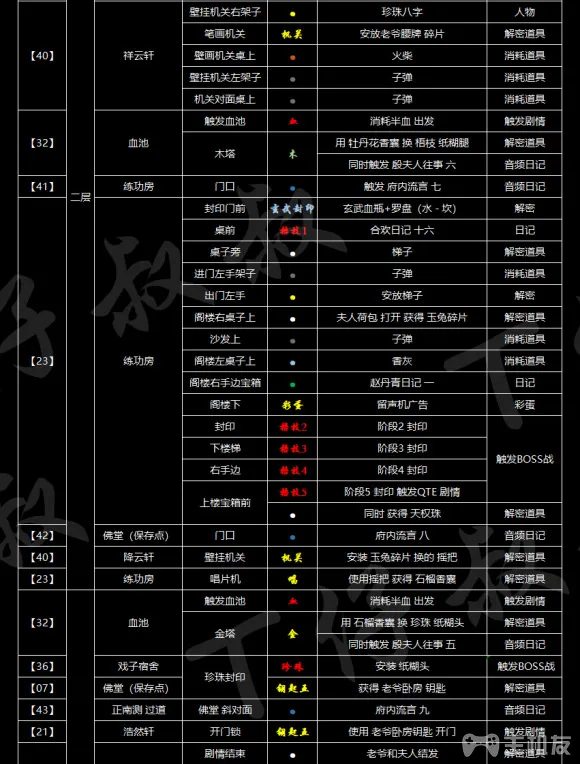 壁挂机关右架子 珍珠八字 人物
【40】 祥云轩 笔画机关 机关 安放老爷腰牌 碎片 解密道具
壁画机关桌上 火柴 消耗道具
壁挂机关左架子 子弹 消耗道具
机关对面桌上 子弹 消耗道具
【32】 血池 触发血池 血 消耗半血 出发 触发剧情
木塔 木 用 牡丹花香囊 换 梧枝 纸糊腿 解密道具
同时触发 殷夫人往事 六 音频日记
【41】 二层 练功房 门口 触发 府内流言 七 音频日记
【23】 练功房 封印门前 玄武封印 玄武血瓶+罗盘（水 - 坎） 解密
桌前 梧枝1 合欢日记 十六 日记
桌子旁 梯子 解密道具
进门左手架子 子弹 消耗道具
出门左手 安放梯子 解密
阁楼右桌子上 夫人荷包 打开 获得 玉兔碎片 解密道具
沙发上 子弹 消耗道具
阁楼左桌子上 香灰 消耗道具
阁楼右手边宝箱 赵丹青日记 一 日记
阁楼下 彩蛋 留声机广告 彩蛋
封印 梧枝2 阶段2 封印 触发BOSS战
下楼梯 梧枝3 阶段3 封印
右手边 梧枝4 阶段4 封印
上楼宝箱前 梧枝5 阶段5 封印 触发QTE 剧情
同时 获得 天权珠 解密道具
【42】 佛堂（保存点） 门口 府内流言 八 音频日记
【40】 降云轩 壁挂机关 机关 安装 玉兔碎片 换的 摇把 解密道具
【23】 练功房 唱片机 唱 使用摇把 获得 石榴香囊 解密道具
【32】 血池 触发血池 血 消耗半血 出发 触发剧情
金塔 金 用 石榴香囊 换 珍珠 纸糊头 解密道具
同时触发 殷夫人往事 五 音频日记
【36】 戏子宿舍 珍珠封印 珍珠 安装 纸糊头 触发BOSS战
【07】 佛堂（保存点） 钥匙五 获得 老爷卧房 钥匙 解密道具
【43】 正南测 过道 佛堂 斜对面 府内流言 九 音频日记
【21】 浩然轩 开门锁 钥匙五 使用 老爷卧房钥匙 开门 触发剧情
剧情结束 老爷和夫人结发 解密道具
T仔叔叔
手机友